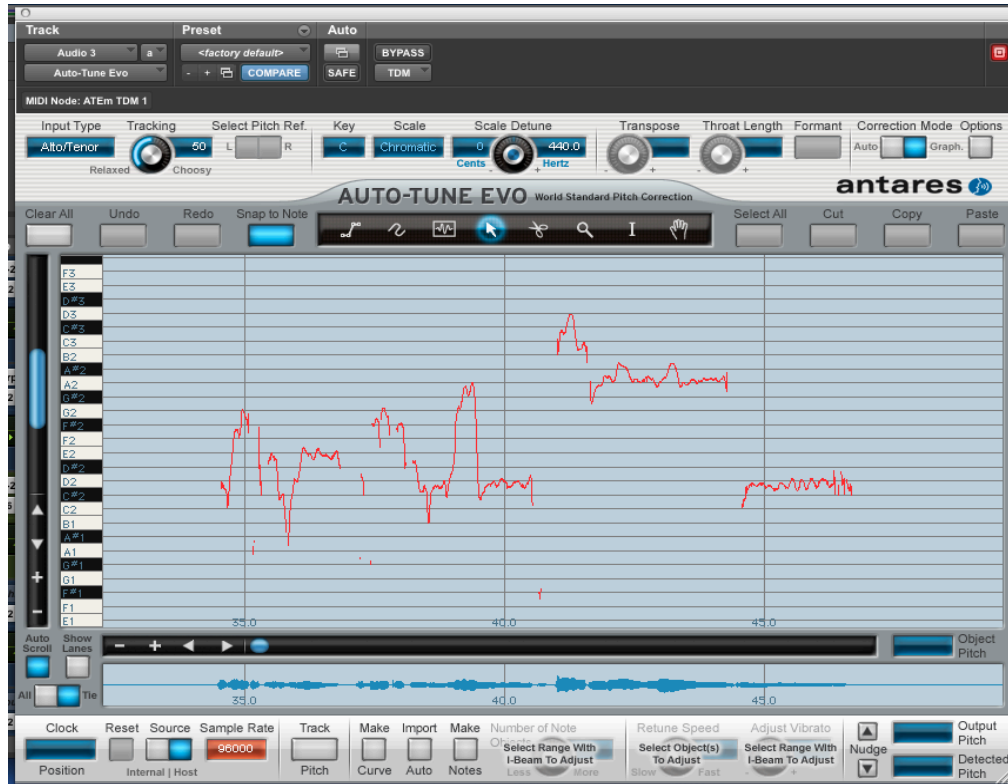 Track Preset Auto
Audio 3 a <factory default> BYPASS
Auto-Tune Evo - + COMPARE SAFE TDM
MIDI Node: ATEm TDM 1
Input Type Tracking Select Pitch Ref. Key Scale Scale Detune Transpose Throat Length Formant Correction Mode Options
Alto/Tenor 50 L R C Chromatic 0 440.0 Auto Graph.
Relaxed Choosy Cents - + Hertz - + - +
antares
AUTO-TUNE EVO World Standard Pitch Correction
Clear All Undo Redo Snap to Note Select All Cut Copy Paste
F3
E3
D#3
D3
C#3
C3
B2
A#2
A2
G#2
G2
F#2
F2
E2
D#2
D2
C#2
C2
B1
A#1
A1
G#1
G1
F#1
F1
E1
35.0 40.0 45.0
Auto Scroll Show Lanes - + Object Pitch
All Tie
35.0 40.0 45.0
Clock Reset Source Sample Rate Track Make Import Make Number of Note Objects Retune Speed Adjust Vibrato Output Pitch
96000 Select Range With I-Beam To Adjust Select Object(s) To Adjust Select Range With I-Beam To Adjust Nudge
Position Internal | Host Pitch Curve Auto Notes Less More Slow Fast - + Detected Pitch